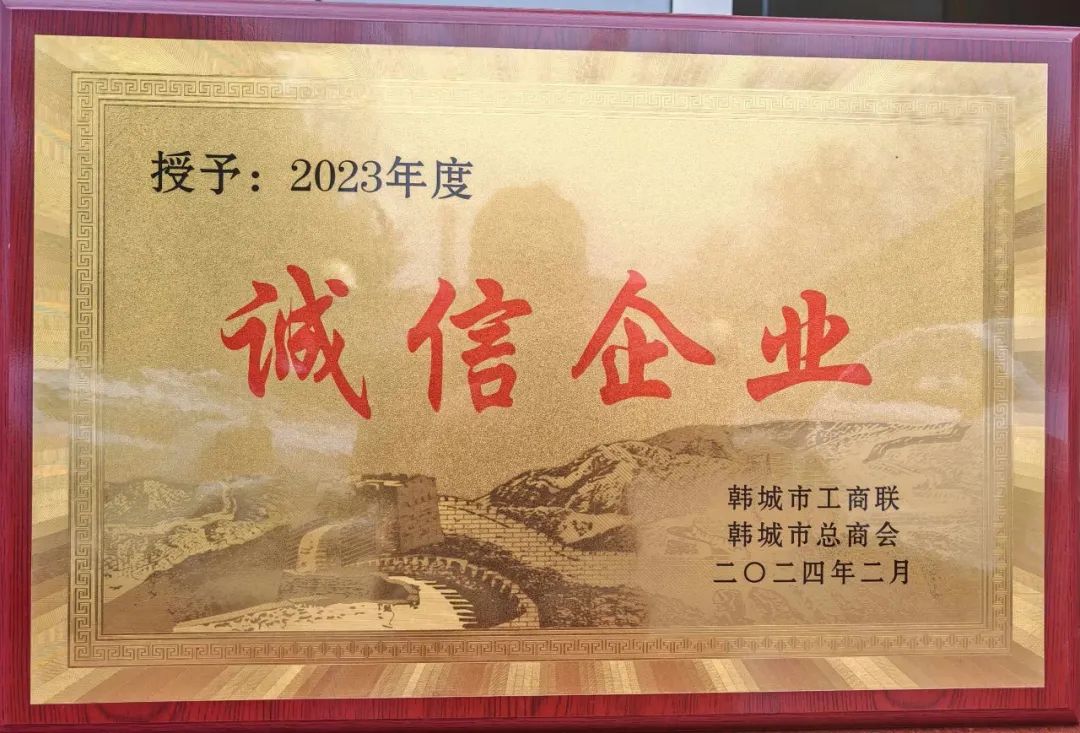 授予：2023年度
诚信企业
韩城市工商联
韩城市总商会
二〇二四年二月